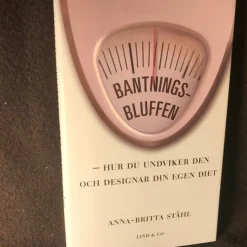 BANTNINGS-
BLUFFEN
– HUR DU UNDVIKER DEN
OCH DESIGNAR DIN EGEN DIET
ANNA-BRITTA STÅHL
LIND & CO